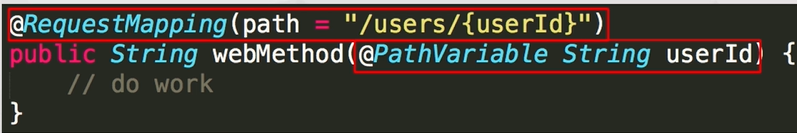 @RequestMapping(path = "/users/{userId}")
public String webMethod(@PathVariable String userId) {
    // do work
}